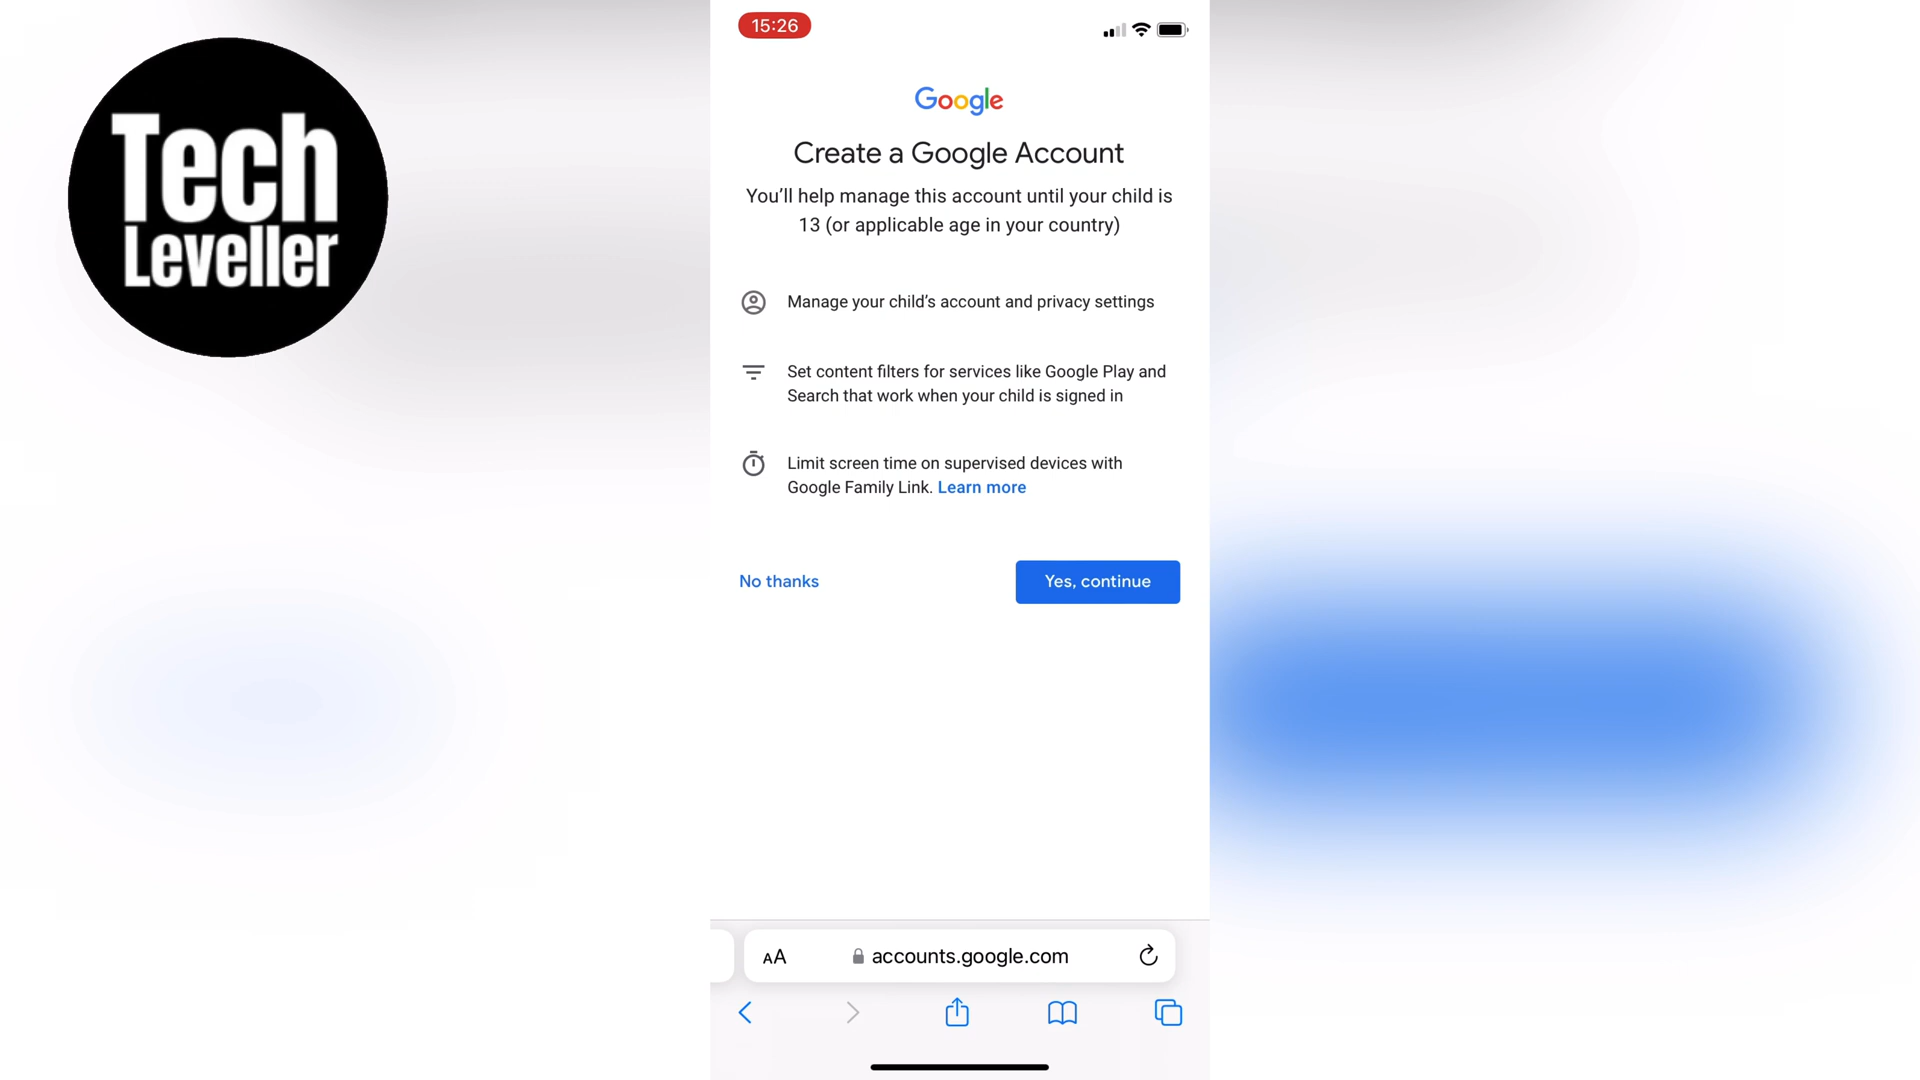 Tech
Leveller
15:26
Google
Create a Google Account
You’ll help manage this account until your child is
13 (or applicable age in your country)
Manage your child’s account and privacy settings
Set content filters for services like Google Play and
Search that work when your child is signed in
Limit screen time on supervised devices with
Google Family Link. Learn more
No thanks
Yes, continue
AA
accounts.google.com